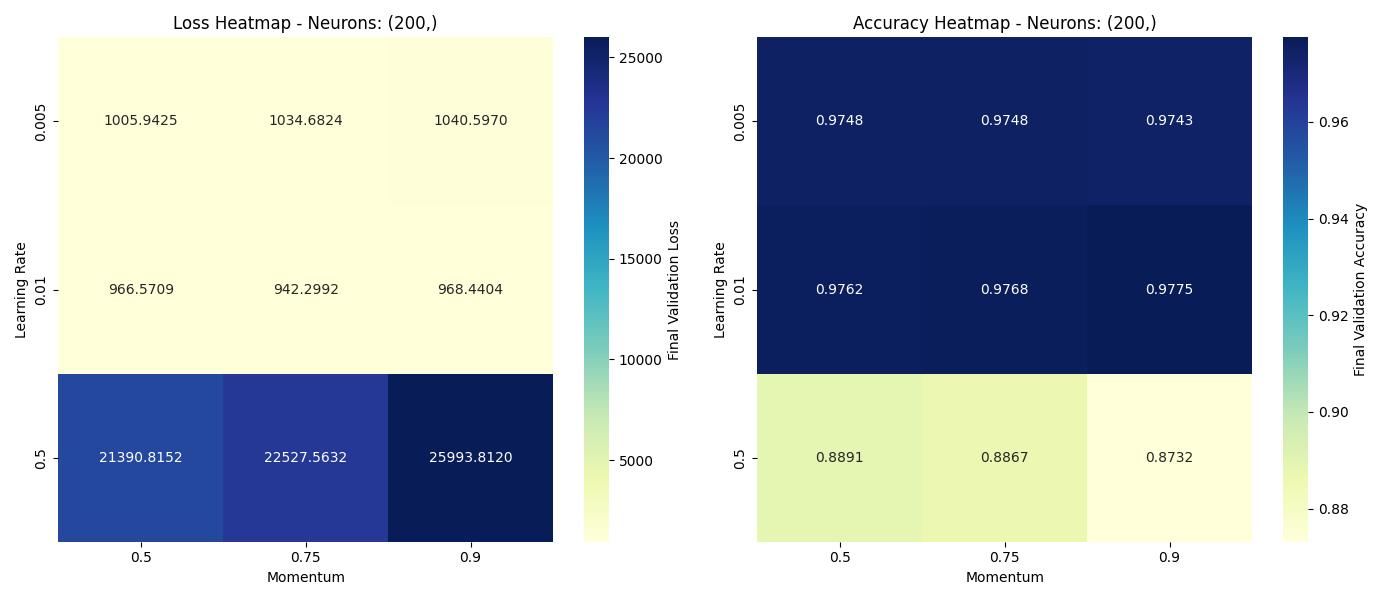 Loss Heatmap - Neurons: (200,)
Learning Rate
0.005
0.01
0.5
1005.9425 1034.6824 1040.5970
966.5709 942.2992 968.4404
21390.8152 22527.5632 25993.8120
0.5 0.75 0.9
Momentum
25000
20000
15000
10000
5000
Final Validation Loss
Accuracy Heatmap - Neurons: (200,)
Learning Rate
0.005
0.01
0.5
0.9748 0.9748 0.9743
0.9762 0.9768 0.9775
0.8891 0.8867 0.8732
0.5 0.75 0.9
Momentum
0.96
0.94
0.92
0.90
0.88
Final Validation Accuracy